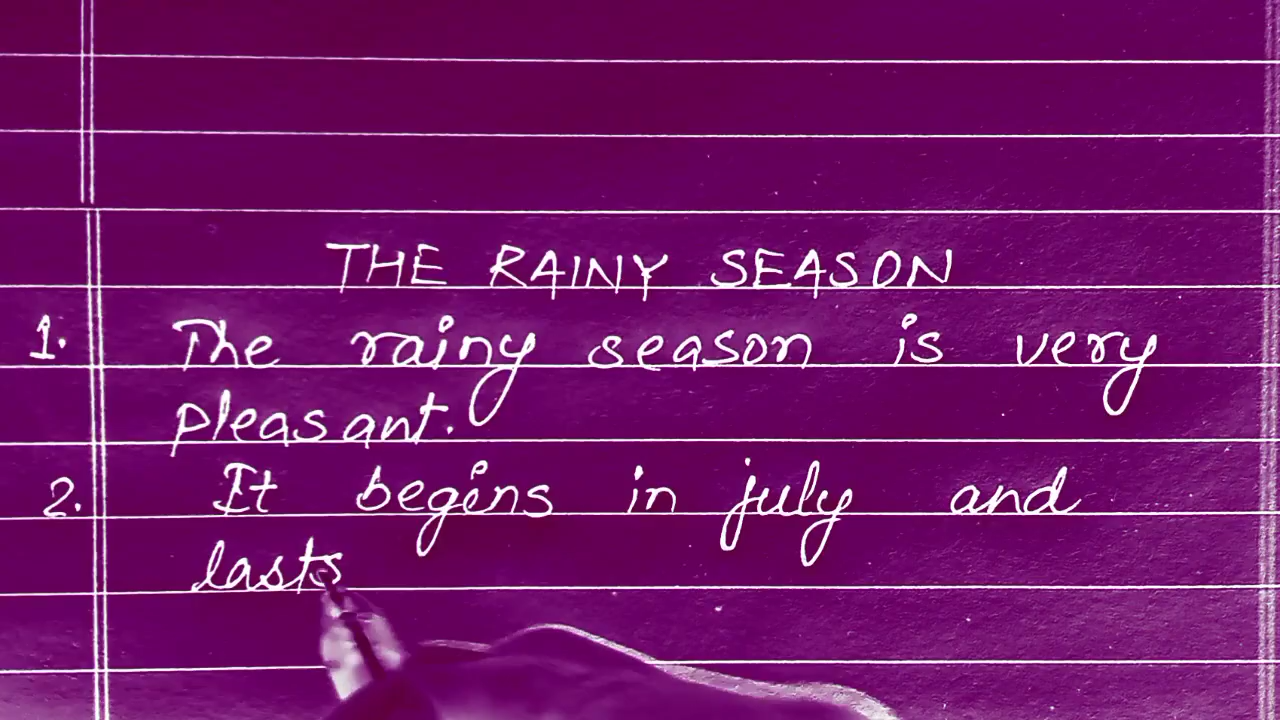 THE RAINY SEASON
1. The rainy season is very
pleasant.
2. It begins in july and
lasts